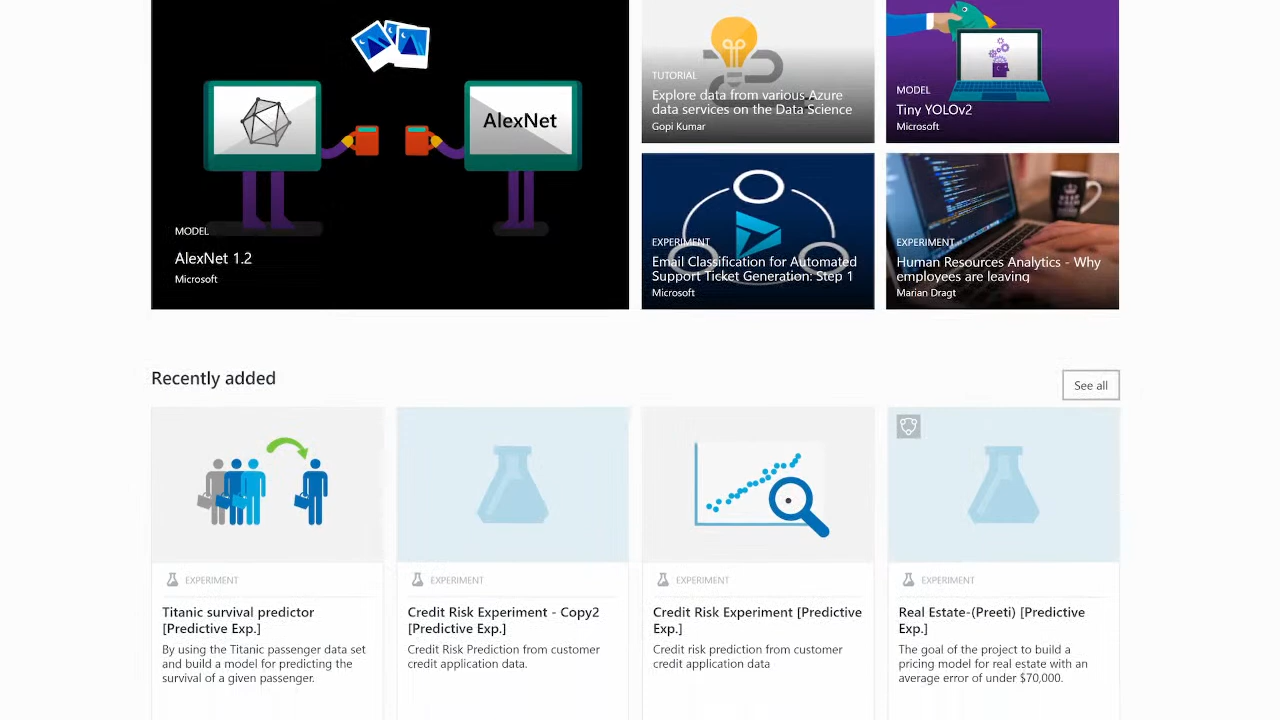 AlexNet
MODEL
AlexNet 1.2
Microsoft
TUTORIAL
Explore data from various Azure
data services on the Data Science
Gopi Kumar
MODEL
Tiny YOLOv2
Microsoft
EXPERIMENT
Email Classification for Automated
Support Ticket Generation: Step 1
Microsoft
EXPERIMENT
Human Resources Analytics - Why
employees are leaving
Marian Dragt
Recently added
See all
EXPERIMENT
Titanic survival predictor
[Predictive Exp.]
By using the Titanic passenger data set
and build a model for predicting the
survival of a given passenger.
EXPERIMENT
Credit Risk Experiment - Copy2
[Predictive Exp.]
Credit Risk Prediction from customer
credit application data.
EXPERIMENT
Credit Risk Experiment [Predictive
Exp.]
Credit risk prediction from customer
credit application data
EXPERIMENT
Real Estate-(Preeti) [Predictive
Exp.]
The goal of the project to build a
pricing model for real estate with an
average error of under $70,000.